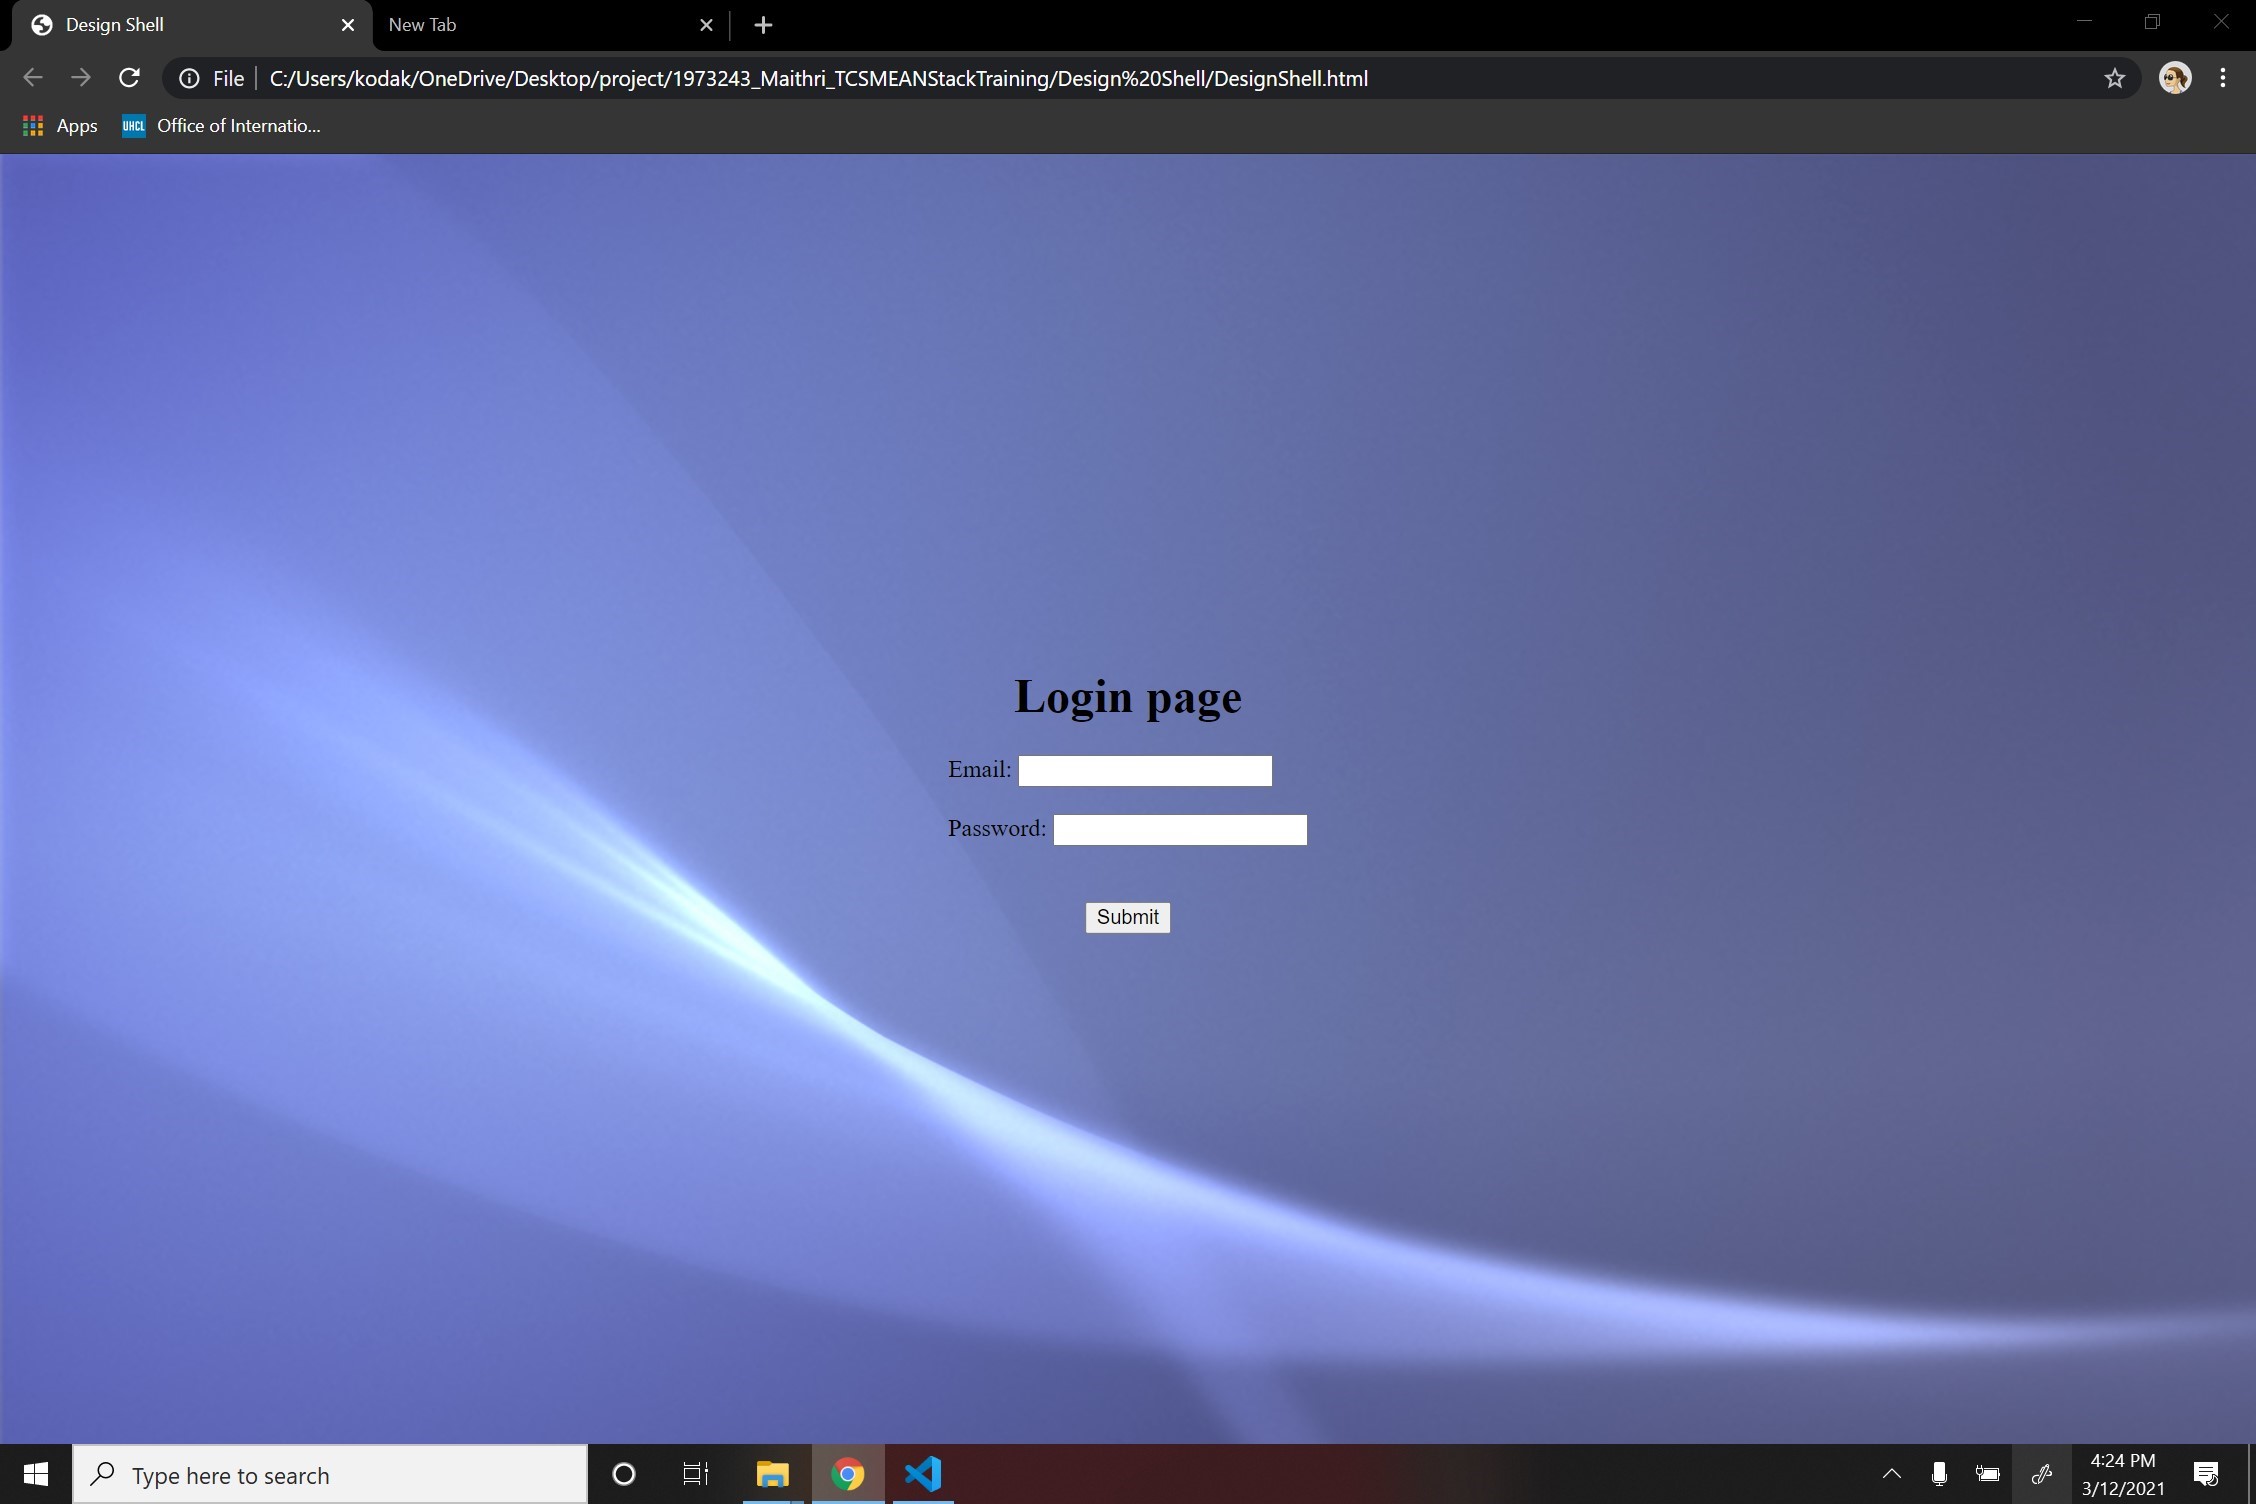 Design Shell
New Tab
File
C:/Users/kodak/OneDrive/Desktop/project/1973243_Maithri_TCSMEANStackTraining/Design%20Shell/DesignShell.html
Apps
UHCL
Office of Internatio...
Login page
Email:
Password:
Submit
Type here to search
4:24 PM
3/12/2021